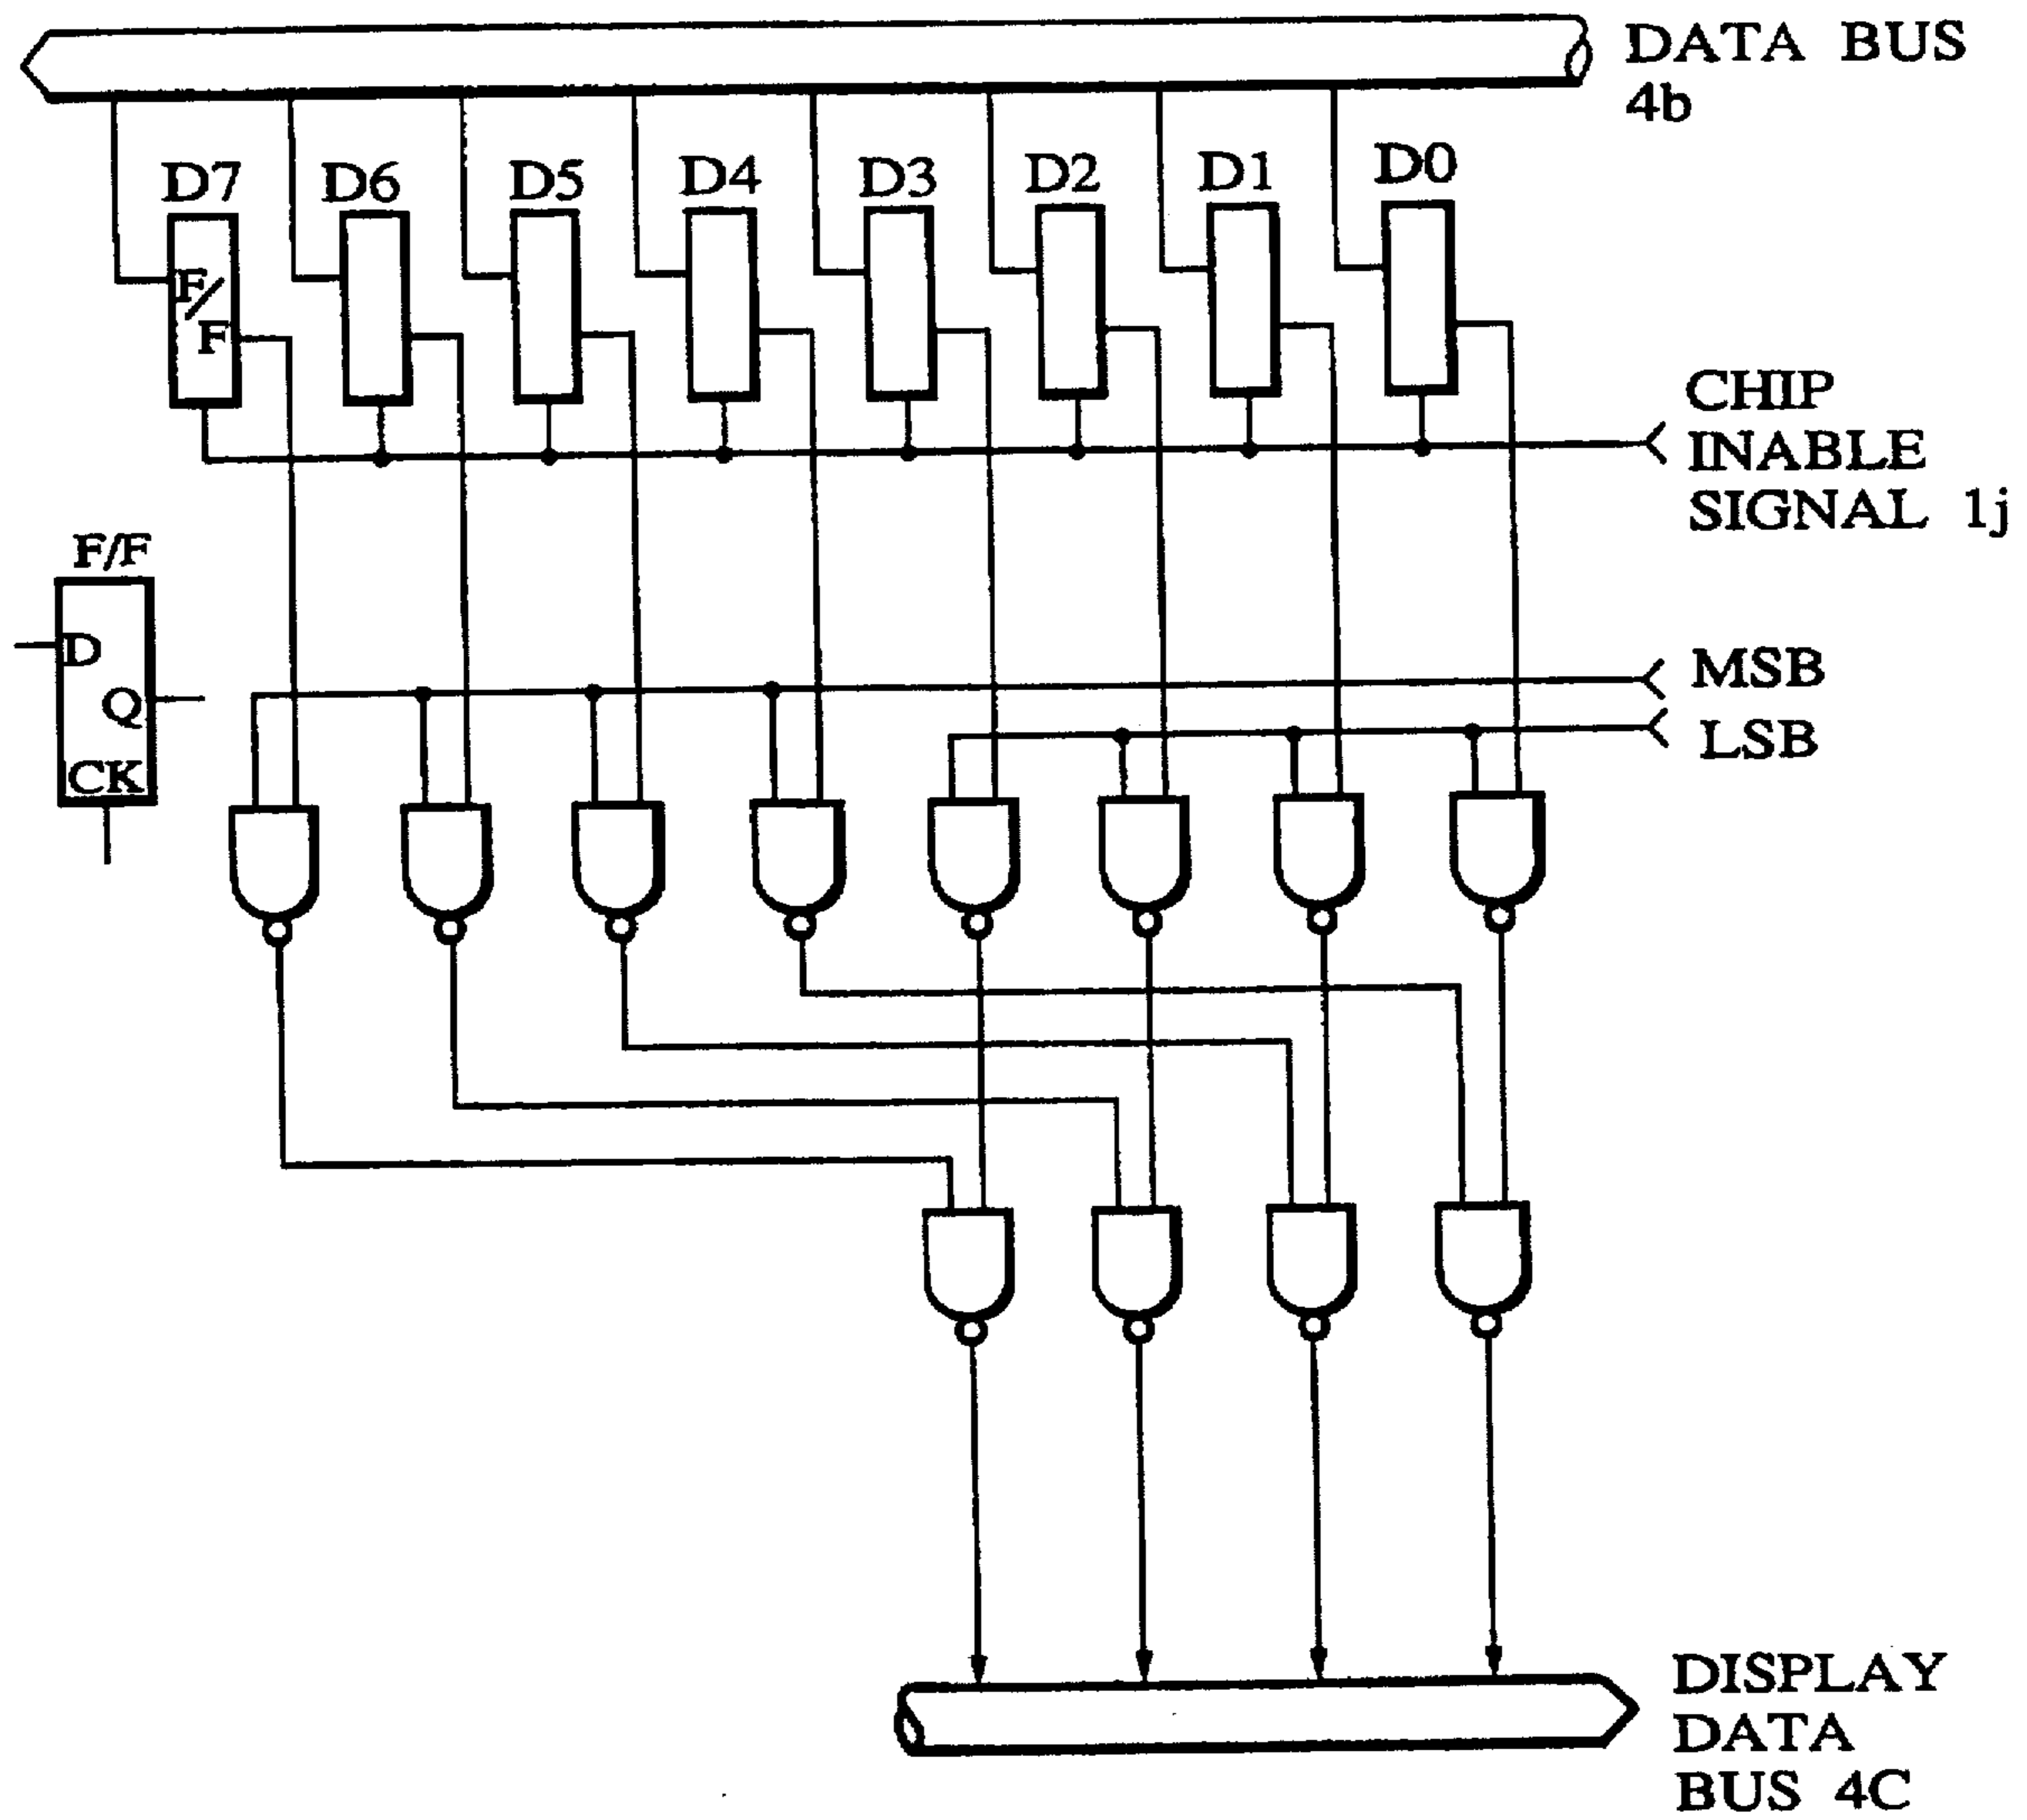 DATA BUS
4b
D7 D6 D5 D4 D3 D2 D1 D0
F/F
CHIP
INABLE
SIGNAL 1j
F/F
D
Q
CK
MSB
LSB
DISPLAY
DATA
BUS 4C